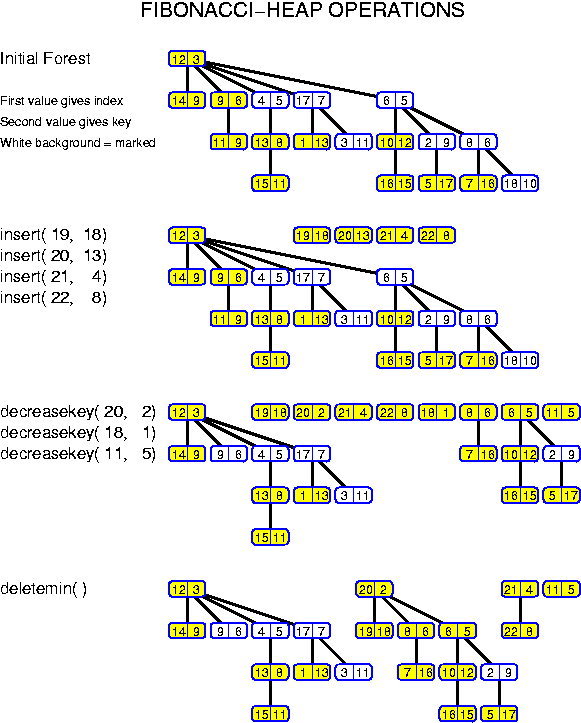 FIBONACCI-HEAP OPERATIONS
Initial Forest
12 3
First value gives index
14 9 9 6 4 5 17 7 6 5
Second value gives key
White background = marked
11 9 13 8 1 13 3 11 10 12 2 9 8 6
15 11 16 15 5 17 7 16 18 10
insert( 19, 18)
12 3 19 18 20 13 21 4 22 8
insert( 20, 13)
insert( 21, 4)
14 9 9 6 4 5 17 7 6 5
insert( 22, 8)
11 9 13 8 1 13 3 11 10 12 2 9 8 6
15 11 16 15 5 17 7 16 18 10
decreasekey( 20, 2)
12 3 19 18 20 2 21 4 22 8 18 1 8 6 6 5 11 5
decreasekey( 18, 1)
decreasekey( 11, 5)
14 9 9 6 4 5 17 7 7 16 10 12 2 9
13 8 1 13 3 11 16 15 5 17
15 11
deletemin( )
12 3 20 2 21 4 11 5
14 9 9 6 4 5 17 7 19 18 8 6 6 5 22 8
13 8 1 13 3 11 7 16 10 12 2 9
15 11 16 15 5 17